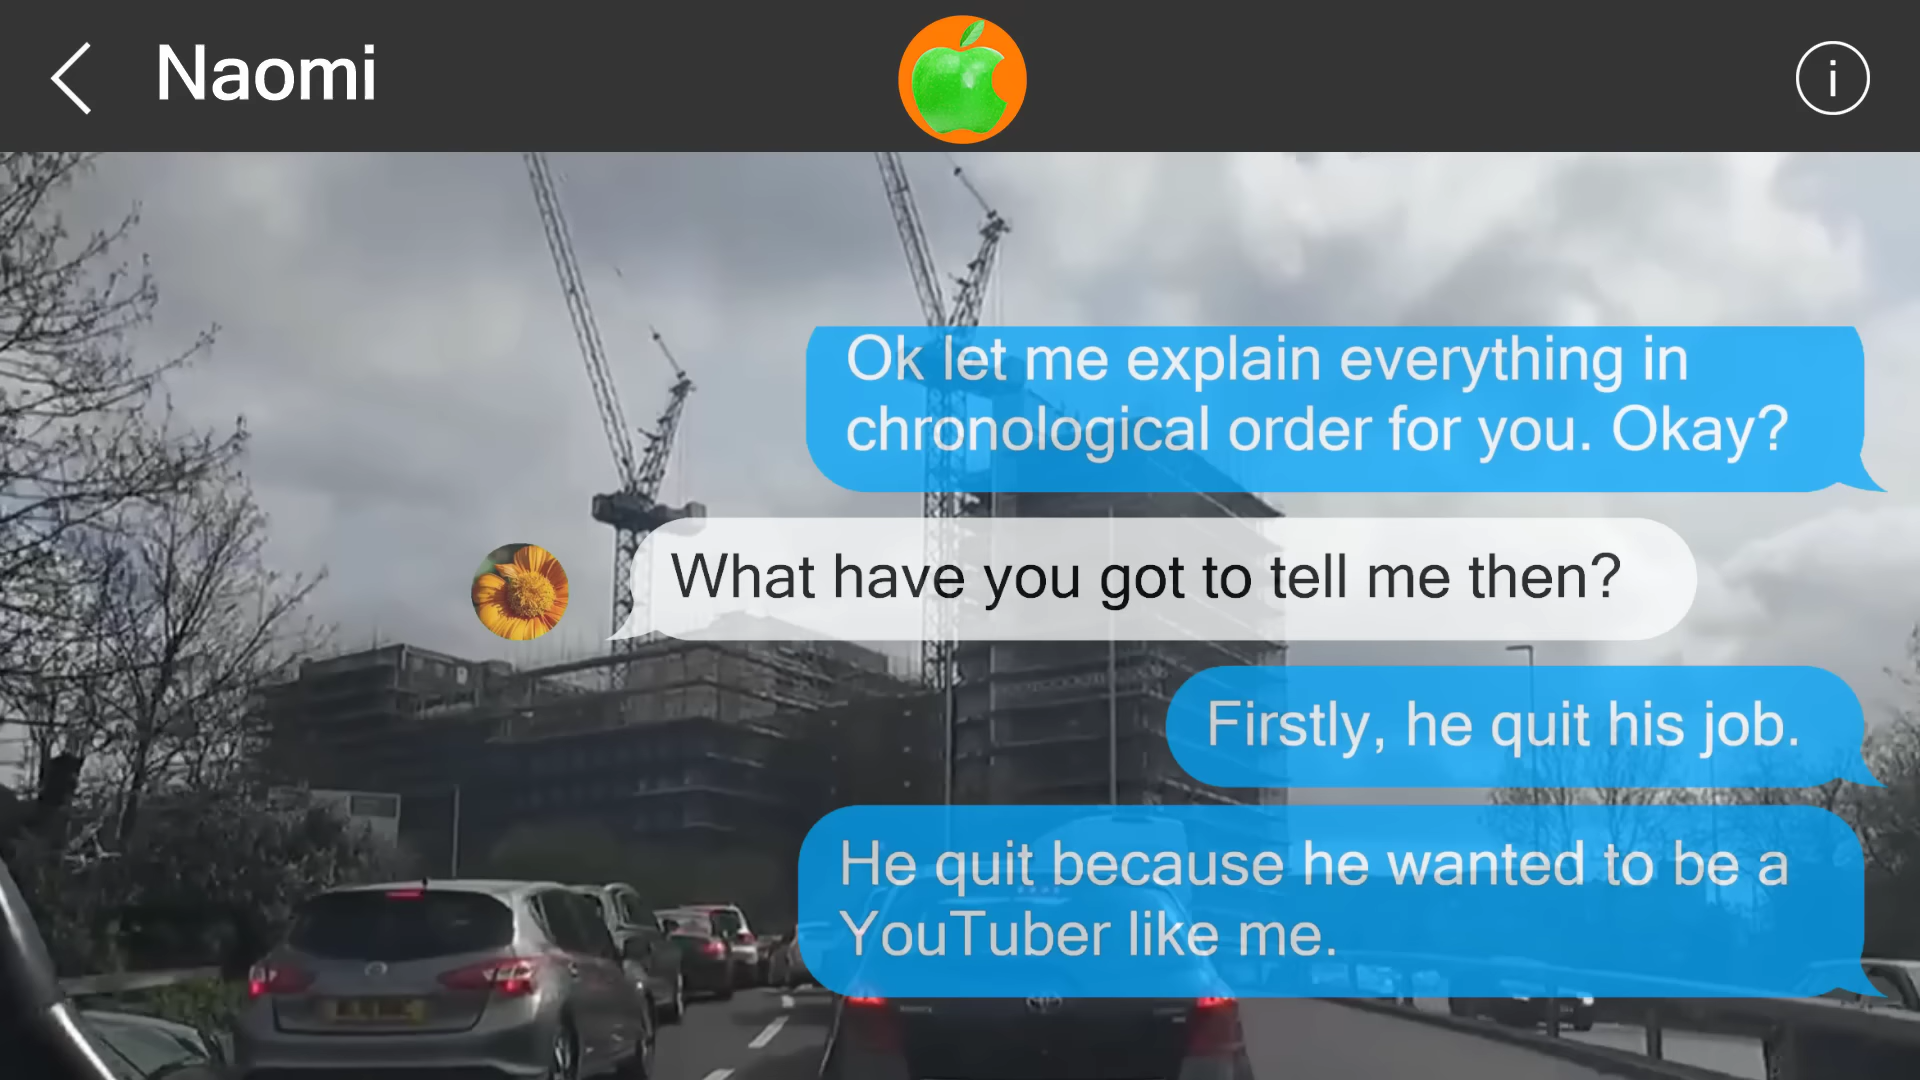 Naomi
i
Ok let me explain everything in
chronological order for you. Okay?
What have you got to tell me then?
Firstly, he quit his job.
He quit because he wanted to be a
YouTuber like me.